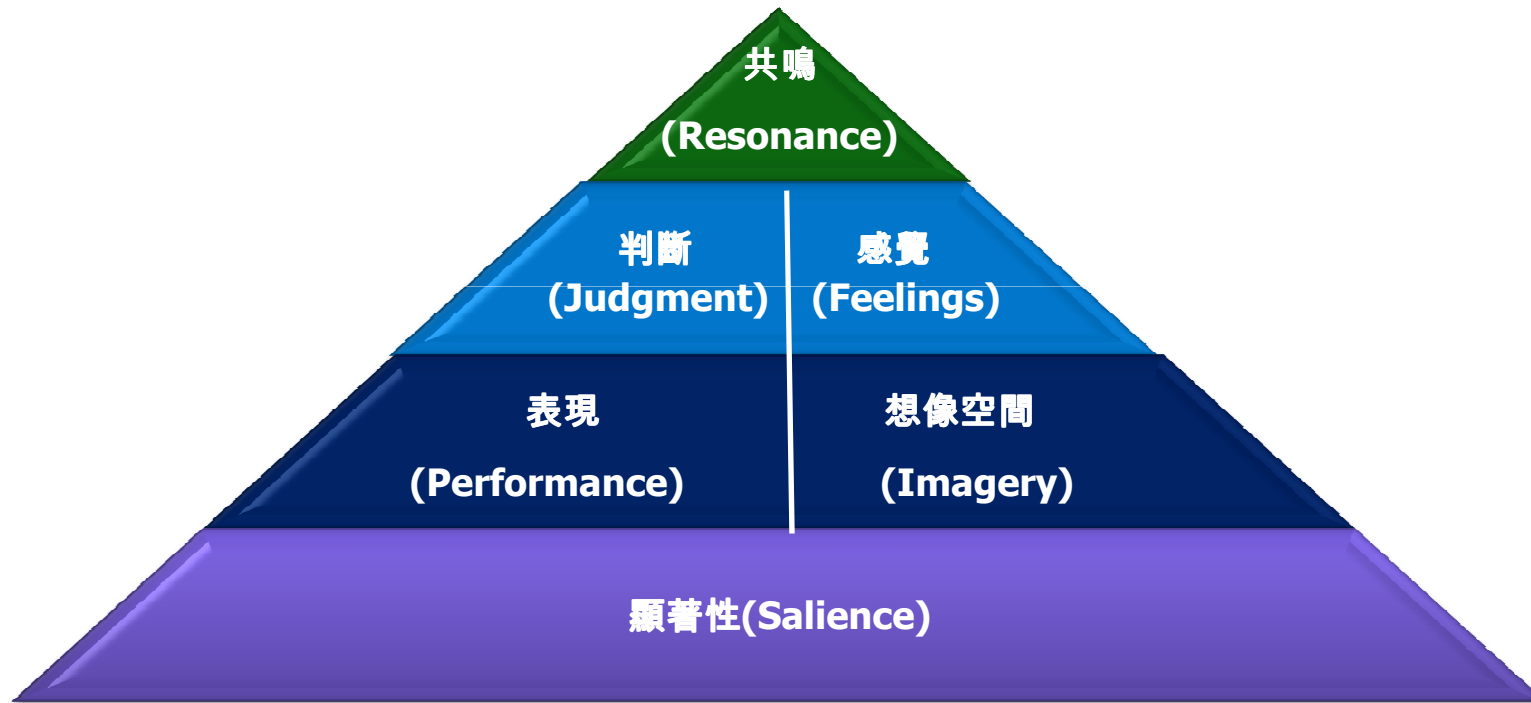 共鳴
(Resonance)
判斷
(Judgment)
感覺
(Feelings)
表現
(Performance)
想像空間
(Imagery)
顯著性(Salience)